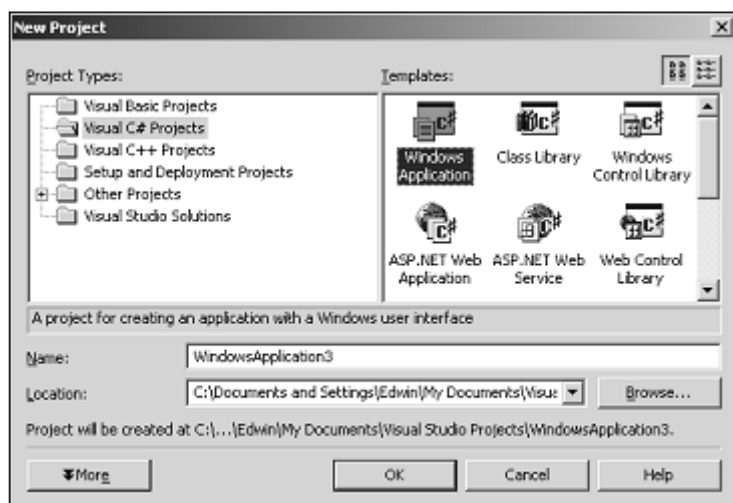 New Project
Project Types:
Templates:
Visual Basic Projects
Visual C# Projects
Visual C++ Projects
Setup and Deployment Projects
Other Projects
Visual Studio Solutions
Windows Application
Class Library
Windows Control Library
ASP.NET Web Application
ASP.NET Web Service
Web Control Library
A project for creating an application with a Windows user interface
Name:
WindowsApplication3
Location:
C:\Documents and Settings\Edwin\My Documents\Visua
Browse...
Project will be created at C:\...\Edwin\My Documents\Visual Studio Projects\WindowsApplication3.
More
OK
Cancel
Help